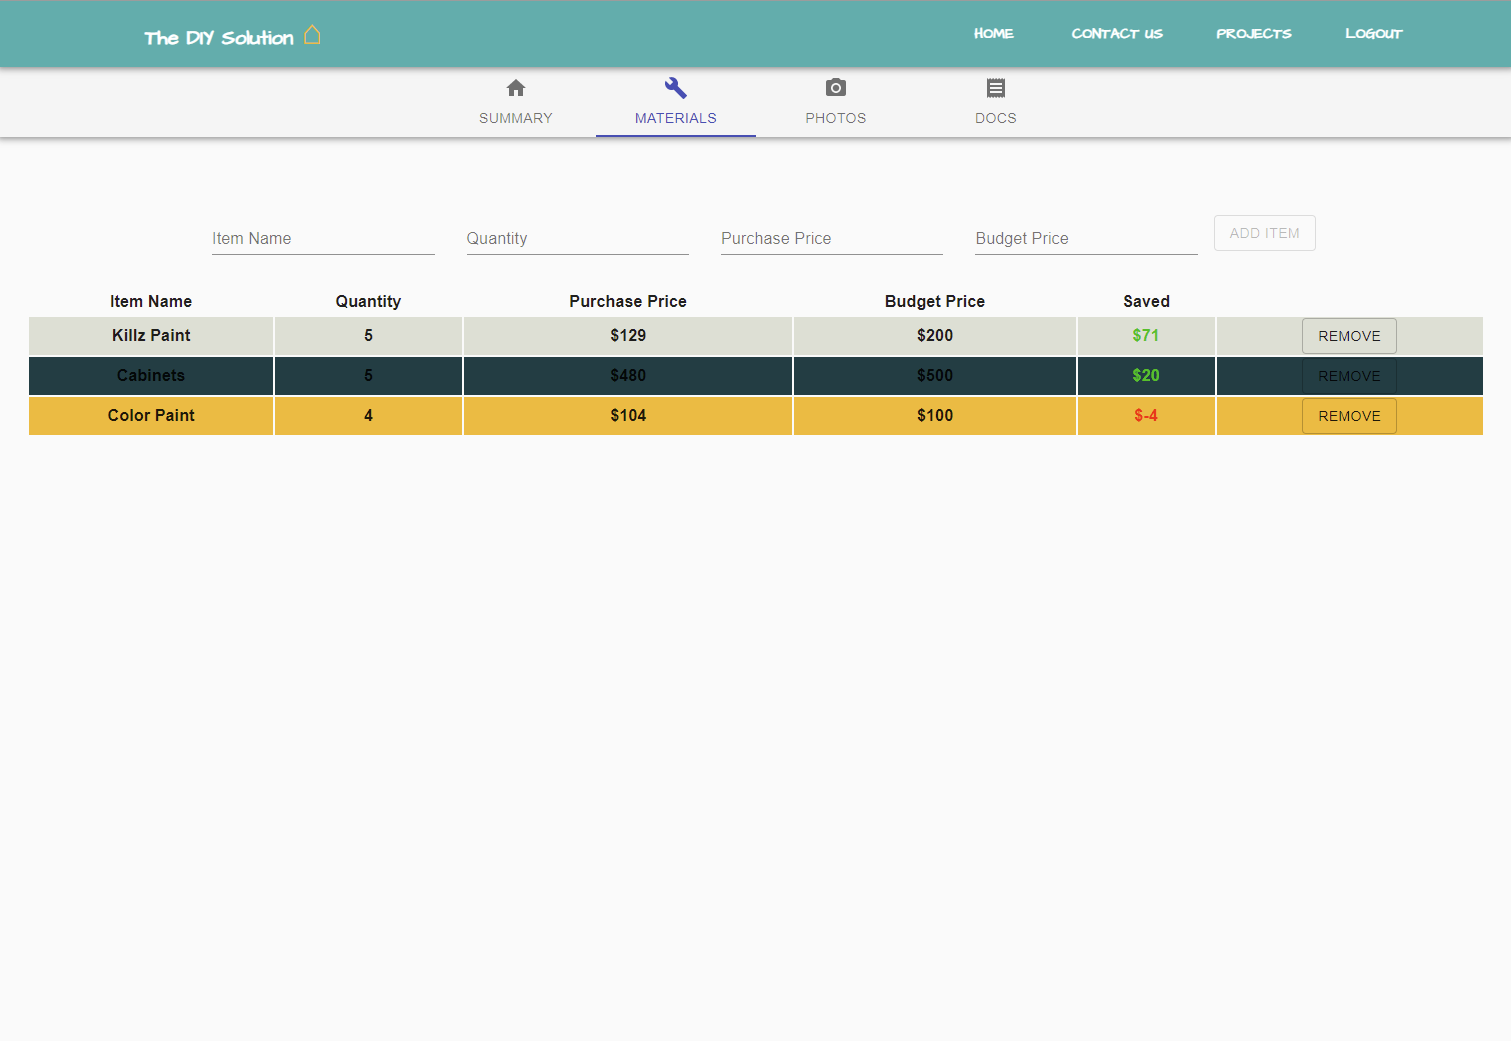 The DIY Solution
HOME CONTACT US PROJECTS LOGOUT
SUMMARY MATERIALS PHOTOS DOCS
Item Name Quantity Purchase Price Budget Price ADD ITEM
Item Name Quantity Purchase Price Budget Price Saved
Killz Paint 5 $129 $200 $71 REMOVE
Cabinets 5 $480 $500 $20 REMOVE
Color Paint 4 $104 $100 $-4 REMOVE